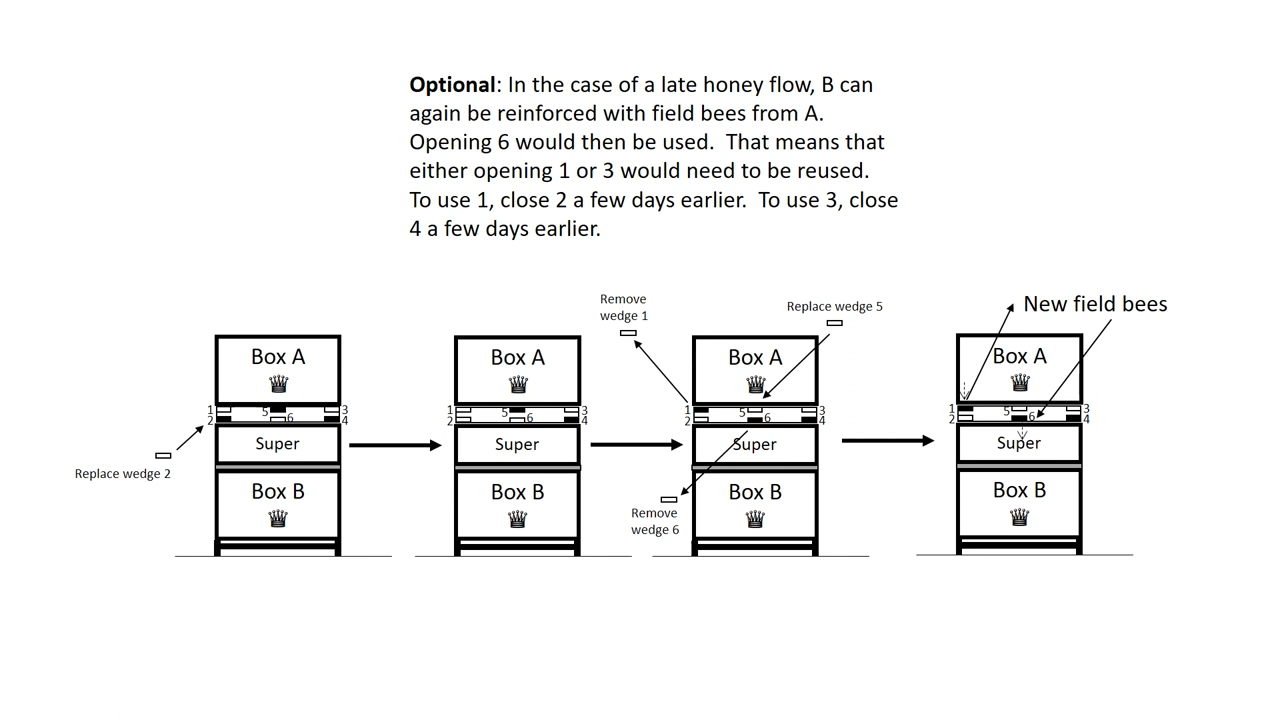 Optional: In the case of a late honey flow, B can
again be reinforced with field bees from A.
Opening 6 would then be used.  That means that
either opening 1 or 3 would need to be reused.
To use 1, close 2 a few days earlier.  To use 3, close
4 a few days earlier.
Remove
wedge 1
Replace wedge 5
New field bees
Box A
1 5 3
2 6 4
Super
Box B
Replace wedge 2
Box A
1 5 3
2 6 4
Super
Box B
Box A
1 5 3
2 6 4
Super
Box B
Remove
wedge 6
Box A
1 5 3
2 6 4
Super
Box B